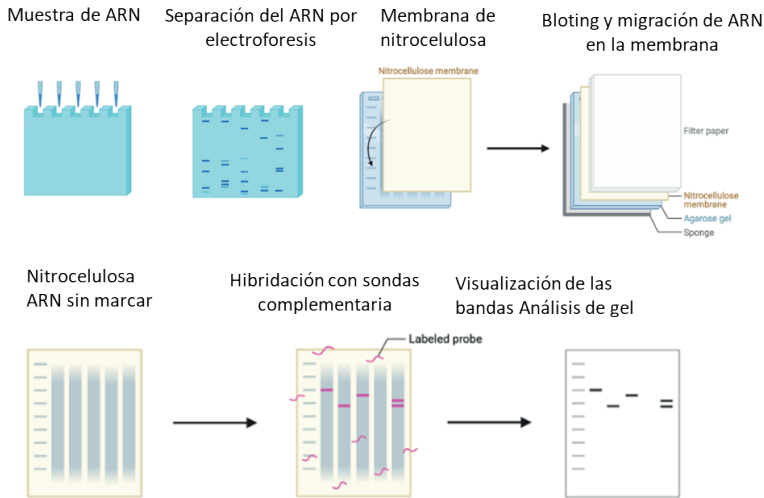 Muestra de ARN
Separación del ARN por
electroforesis
Membrana de
nitrocelulosa
Bloting y migración de ARN
en la membrana
Nitrocellulose membrane
Filter paper
Nitrocellulose
membrane
Agarose gel
Sponge
Nitrocelulosa
ARN sin marcar
Hibridación con sondas
complementaria
Visualización de las
bandas Análisis de gel
Labeled probe